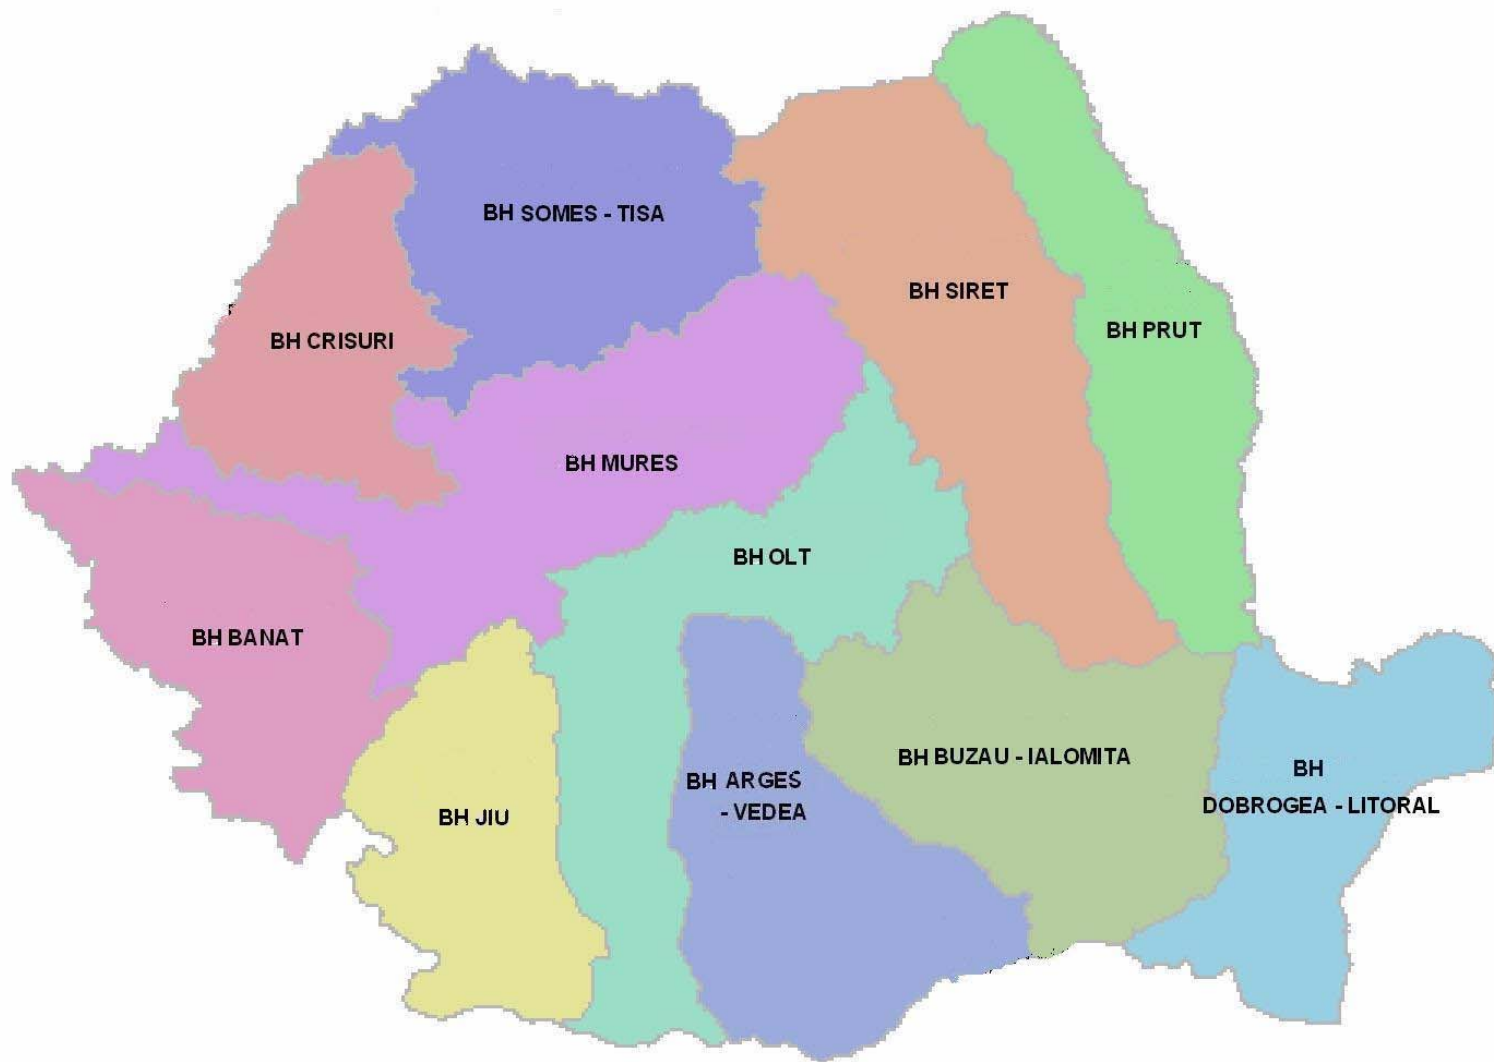 BH SOMES - TISA
BH SIRET
BH CRISURI
BH PRUT
BH MURES
BH OLT
BH BANAT
BH BUZAU - IALOMITA
BH ARGES
- VEDEA
BH
DOBROGEA - LITORAL
BH JIU